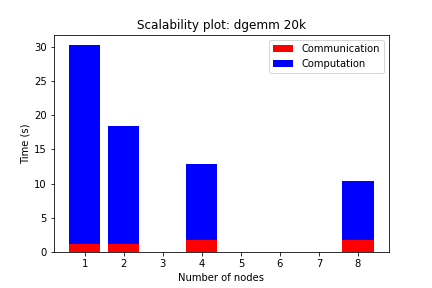 Scalability plot: dgemm 20k
Communication
Computation
Time (s)
30
25
20
15
10
5
0
1 2 3 4 5 6 7 8
Number of nodes